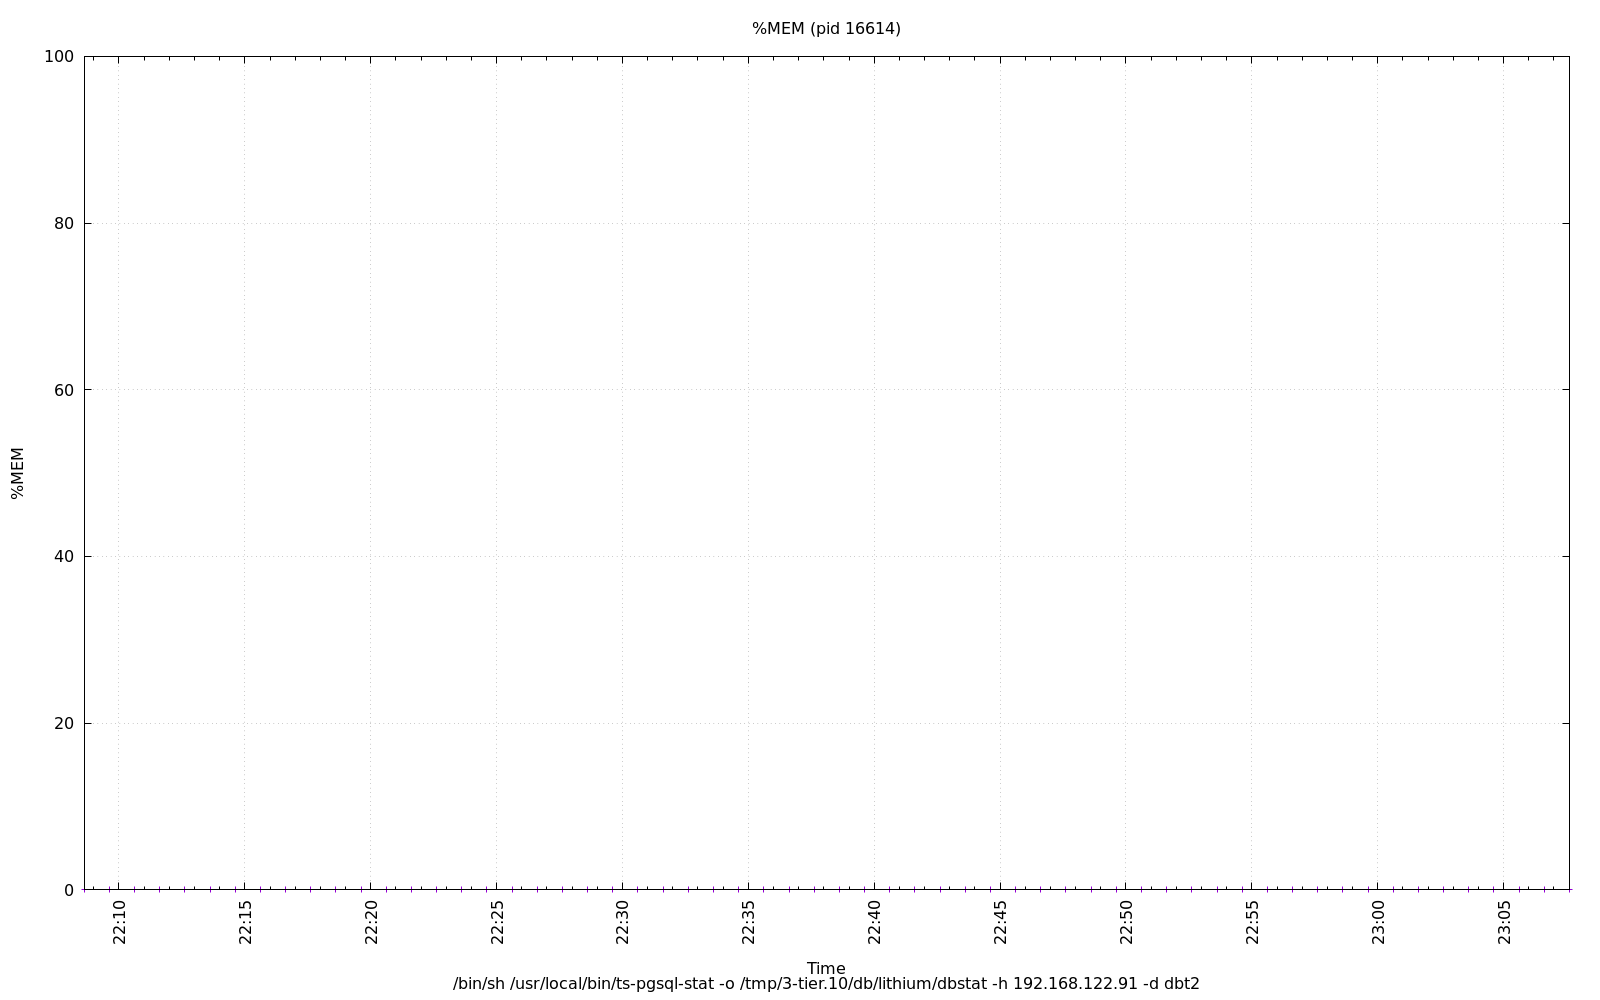 %MEM (pid 16614)
100
80
60
40
20
0
%MEM
22:10 22:15 22:20 22:25 22:30 22:35 22:40 22:45 22:50 22:55 23:00 23:05
Time
/bin/sh /usr/local/bin/ts-pgsql-stat -o /tmp/3-tier.10/db/lithium/dbstat -h 192.168.122.91 -d dbt2